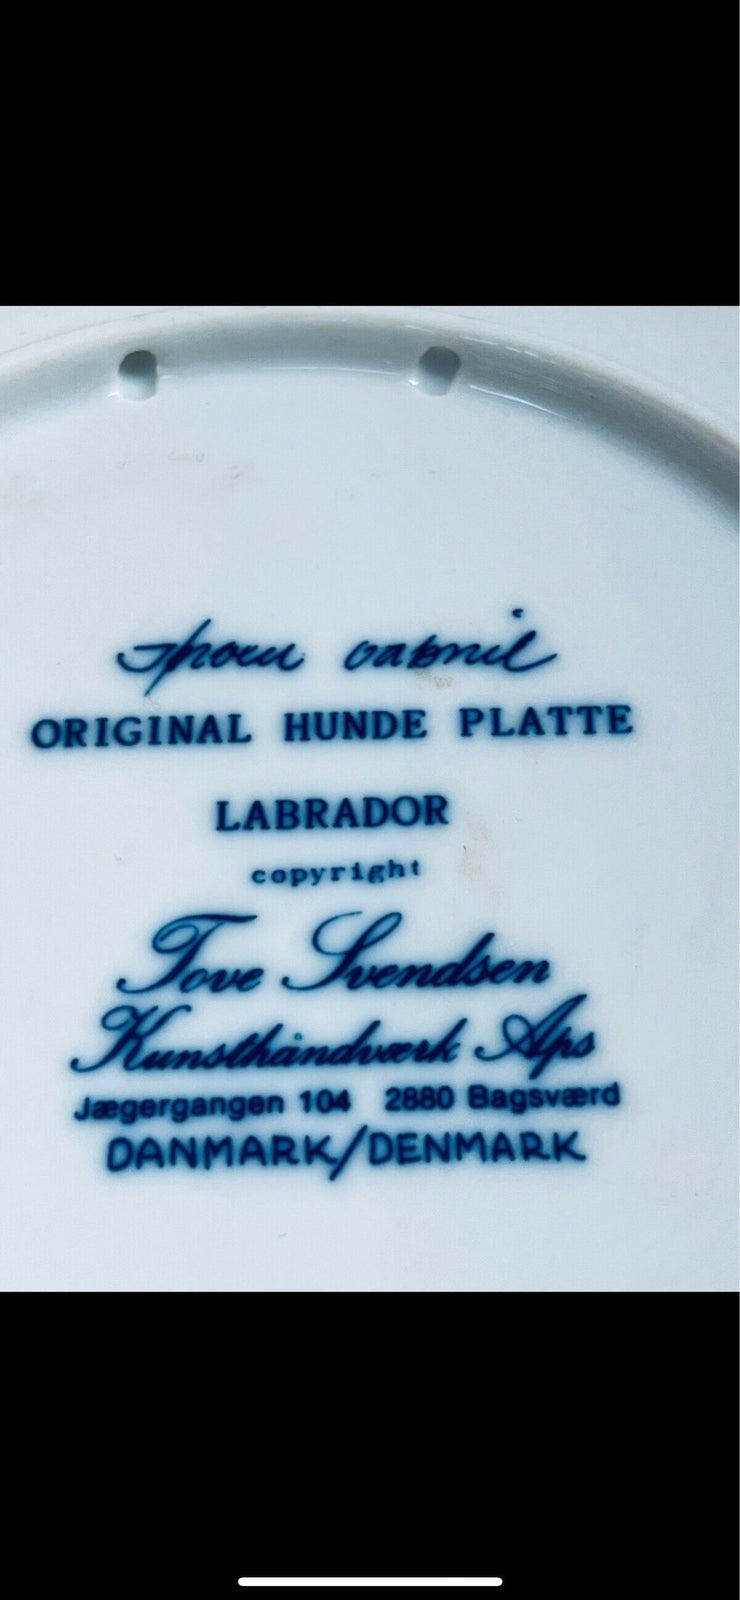 ORIGINAL HUNDE PLATTE
LABRADOR
copyright
Tove Svendsen
Kunsthåndværk Aps
Jægergangen 104 2880 Bagsværd
DANMARK/DENMARK